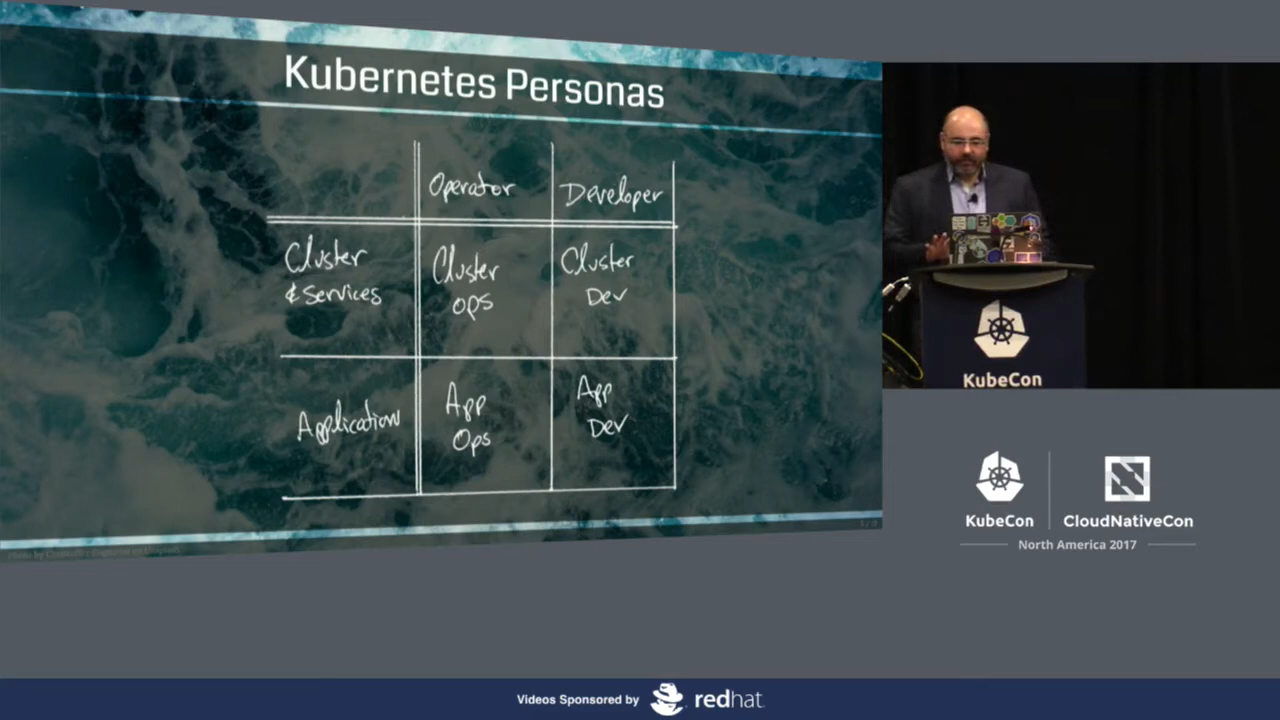 Kubernetes Personas
Operator
Developer
Cluster
& Services
Cluster
Ops
Cluster
Dev
Application
App
Ops
App
Dev
KubeCon
KubeCon
CloudNativeCon
North America 2017
Videos Sponsored by
redhat